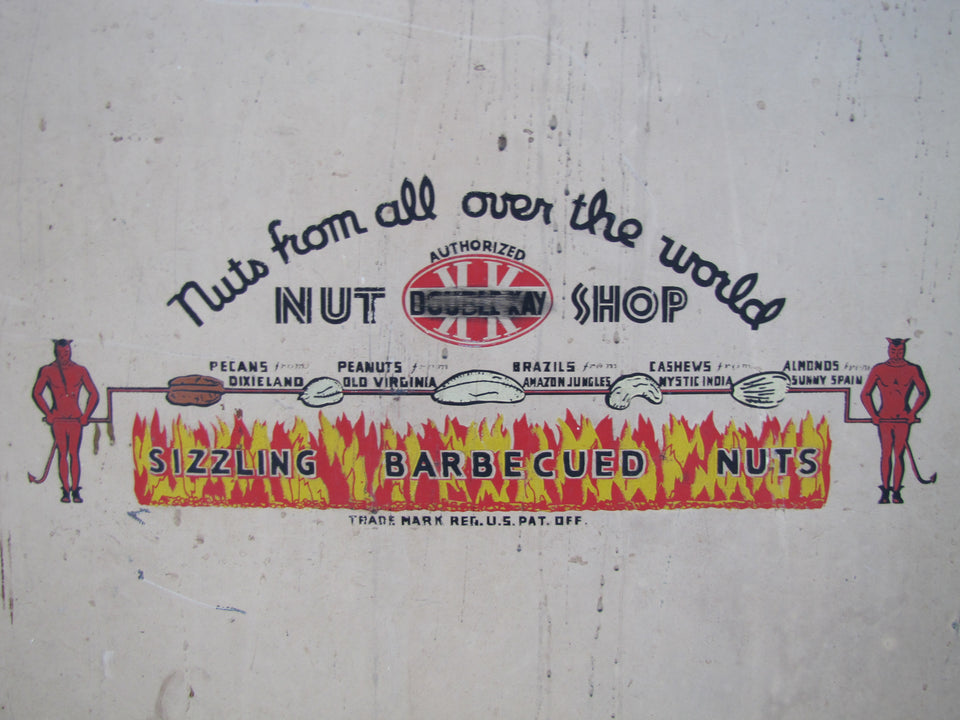 Nuts from all over the world
AUTHORIZED
NUT DOUBLE KAY SHOP
KK
PECANS from DIXIELAND
PEANUTS from OLD VIRGINIA
BRAZILS from AMAZON JUNGLES
CASHEWS from MYSTIC INDIA
ALMONDS from SUNNY SPAIN
SIZZLING BARBECUED NUTS
TRADE MARK REG. U.S. PAT. OFF.